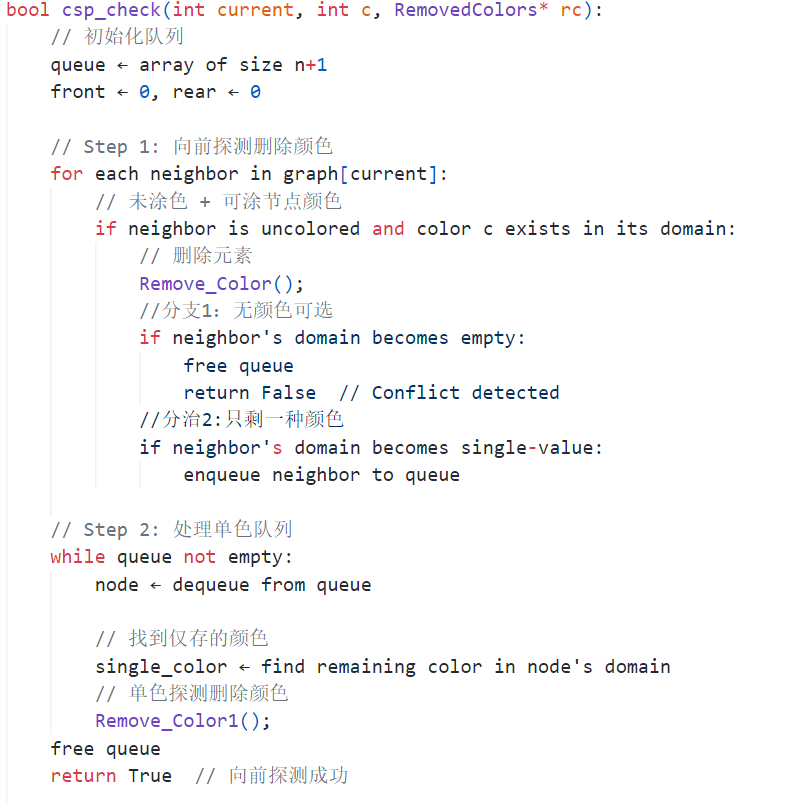 bool csp_check(int current, int c, RemovedColors* rc):
// 初始化队列
queue ← array of size n+1
front ← 0, rear ← 0
// Step 1: 向前探测删除颜色
for each neighbor in graph[current]:
// 未涂色 + 可涂节点颜色
if neighbor is uncolored and color c exists in its domain:
// 删除元素
Remove_Color();
//分支1: 无颜色可选
if neighbor's domain becomes empty:
free queue
return False  // Conflict detected
//分治2:只剩一种颜色
if neighbor's domain becomes single-value:
enqueue neighbor to queue
// Step 2: 处理单色队列
while queue not empty:
node ← dequeue from queue
// 找到仅存的颜色
single_color ← find remaining color in node's domain
// 单色探测删除颜色
Remove_Color1();
free queue
return True  // 向前探测成功